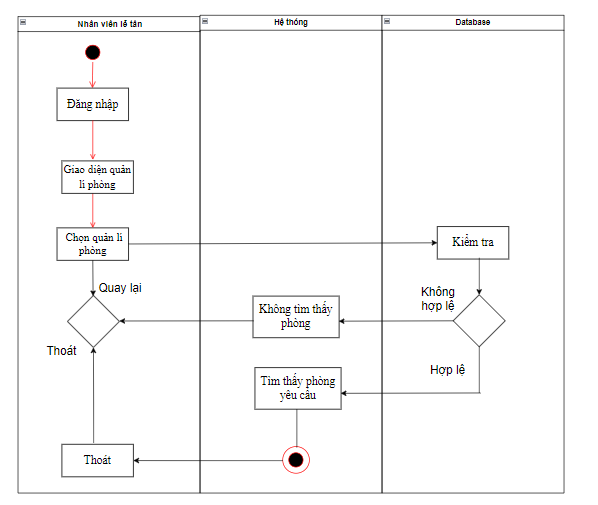 Nhân viên lễ tân
Hệ thống
Database
Đăng nhập
Giao diện quản
lí phòng
Chọn quản lí
phòng
Kiểm tra
Quay lại
Không
hợp lệ
Không tìm thấy
phòng
Thoát
Hợp lệ
Tìm thấy phòng
yêu cầu
Thoát